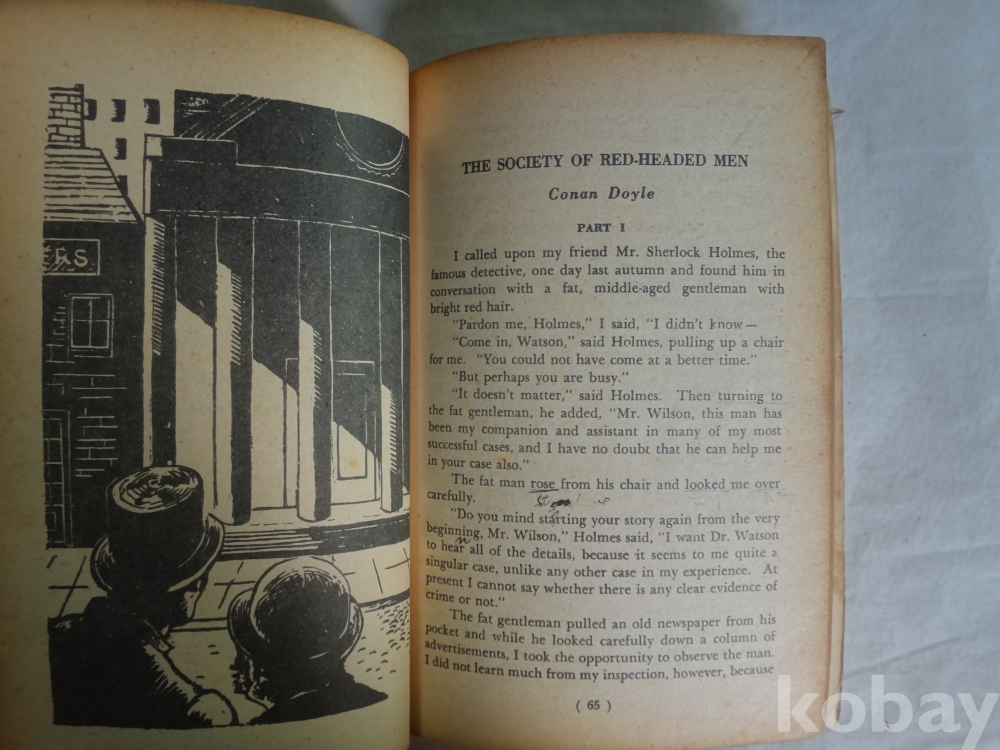 ERS.
THE SOCIETY OF RED-HEADED MEN
Conan Doyle
PART I
I called upon my friend Mr. Sherlock Holmes, the
famous detective, one day last autumn and found him in
conversation with a fat, middle-aged gentleman with
bright red hair.
"Pardon me, Holmes," I said, "I didn't know—
"Come in, Watson," said Holmes, pulling up a chair
for me. "You could not have come at a better time."
"But perhaps you are busy."
"It doesn't matter," said Holmes. Then turning to
the fat gentleman, he added, "Mr. Wilson, this man has
been my companion and assistant in many of my most
successful cases, and I have no doubt that he can help me
in your case also."
The fat man rose from his chair and looked me over
carefully.
"Do you mind starting your story again from the very
beginning, Mr. Wilson," Holmes said, "I want Dr. Watson
to hear all of the details, because it seems to me quite a
singular case, unlike any other case in my experience. At
present I cannot say whether there is any clear evidence of
crime or not."
The fat gentleman pulled an old newspaper from his
pocket and while he looked carefully down a column of
advertisements, I took the opportunity to observe the man.
I did not learn much from my inspection, however, because
( 65 )
kobay